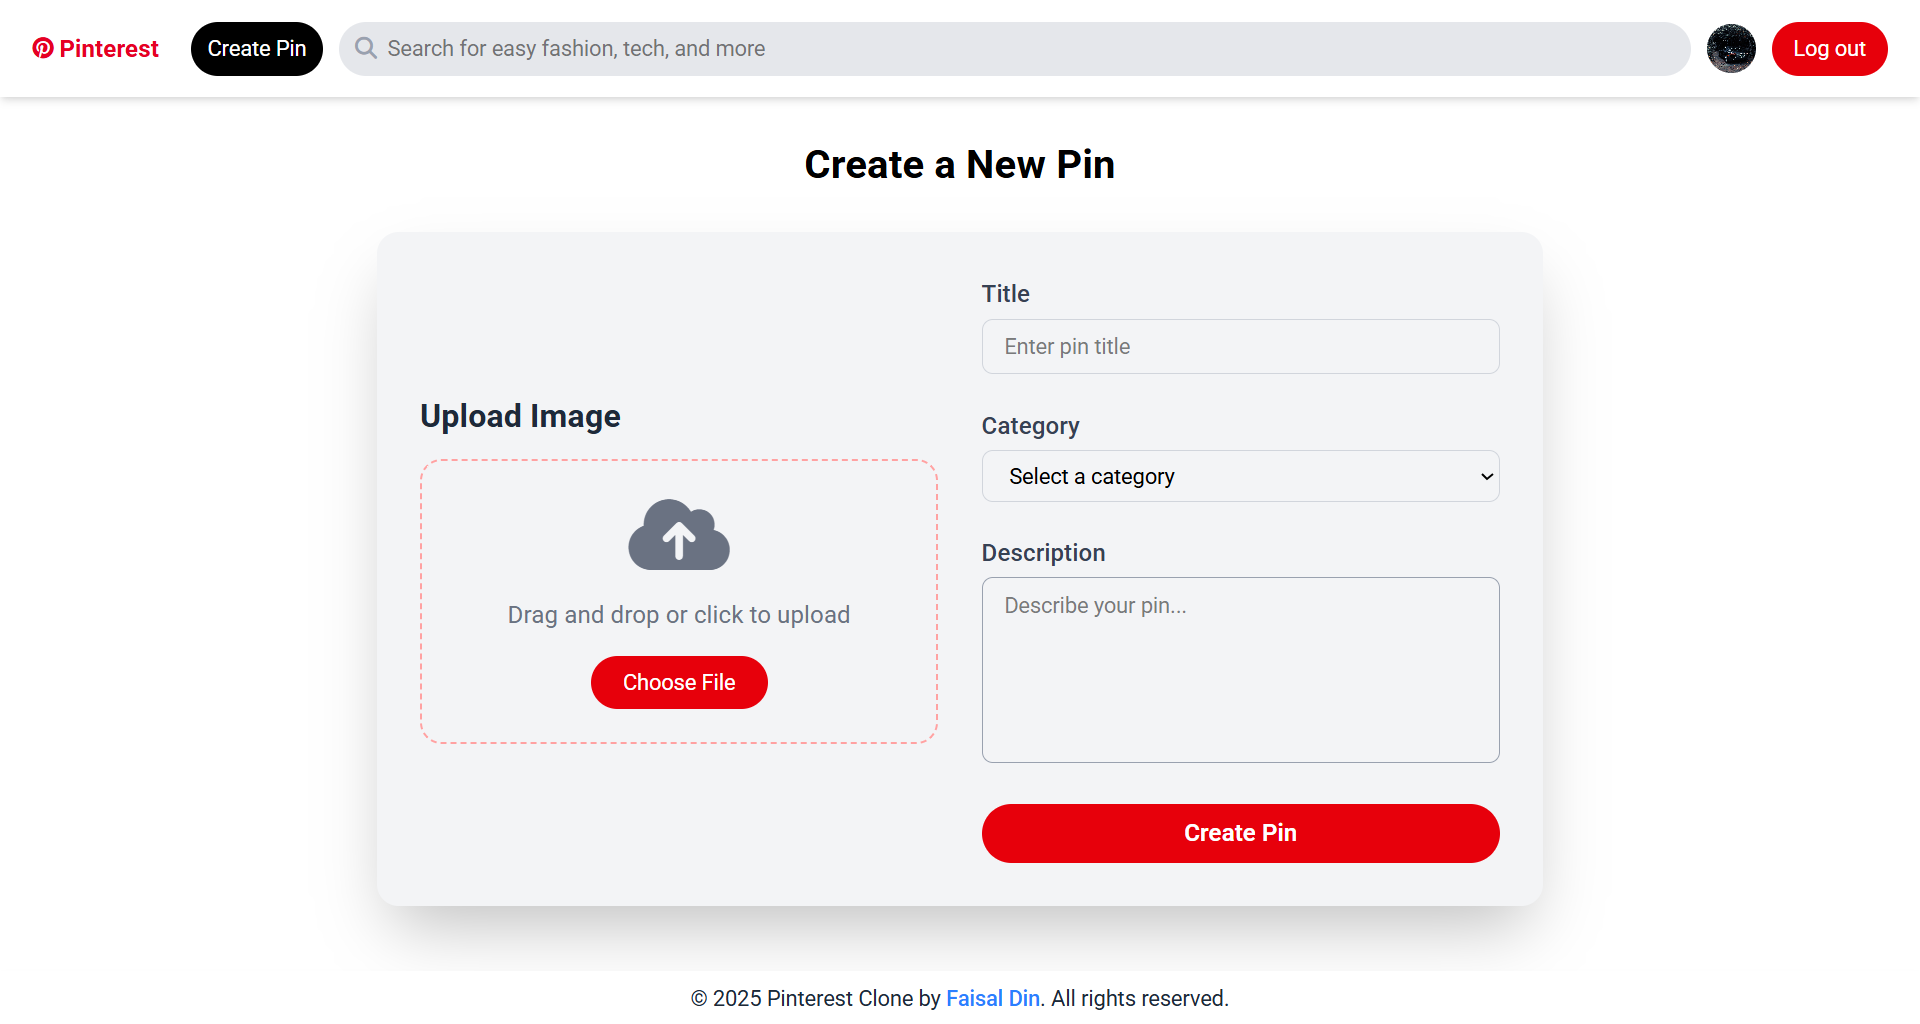 Pinterest
Create Pin
Search for easy fashion, tech, and more
Log out
Create a New Pin
Upload Image
Drag and drop or click to upload
Choose File
Title
Enter pin title
Category
Select a category
Description
Describe your pin...
Create Pin
© 2025 Pinterest Clone by Faisal Din. All rights reserved.